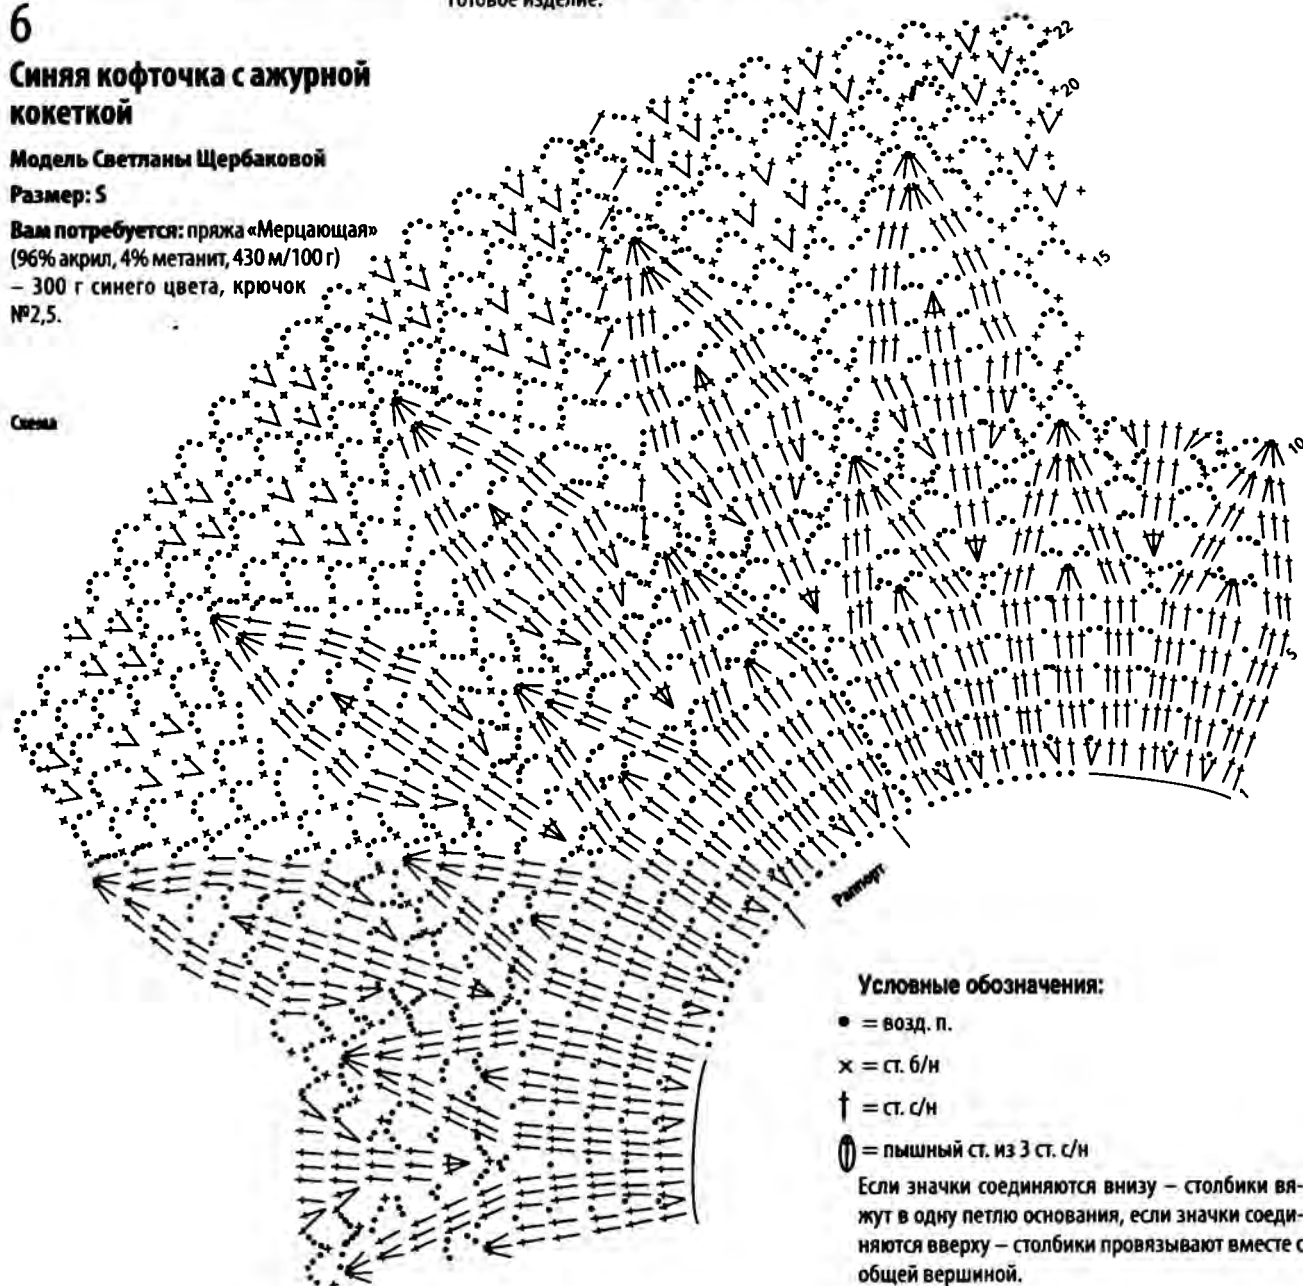 готовое изделие.
6
Синяя кофточка с ажурной
кокеткой
Модель Светланы Щербаковой
Размер: S
Вам потребуется: пряжа «Мерцающая»
(96% акрил, 4% метанит, 430 м/100 г)
– 300 г синего цвета, крючок
№2,5.
Схема
22
20
15
10
5
1
Раппорт
Условные обозначения:
• = возд. п.
× = ст. б/н
† = ст. с/н
= пышный ст. из 3 ст. с/н
Если значки соединяются внизу – столбики вя-
жут в одну петлю основания, если значки соеди-
няются вверху – столбики провязывают вместе с
общей вершиной.